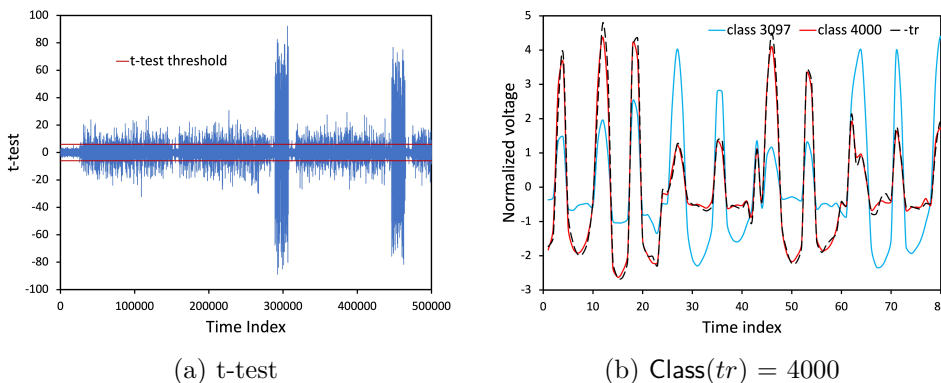 100
80
60
40
20
0
-20
-40
-60
-80
-100
t-test
t-test threshold
0 100000 200000 300000 400000 500000
Time Index
(a) t-test
5
4
3
2
1
0
-1
-2
-3
Normalized voltage
class 3097 class 4000 -tr
0 10 20 30 40 50 60 70 80
Time index
(b) Class(tr) = 4000